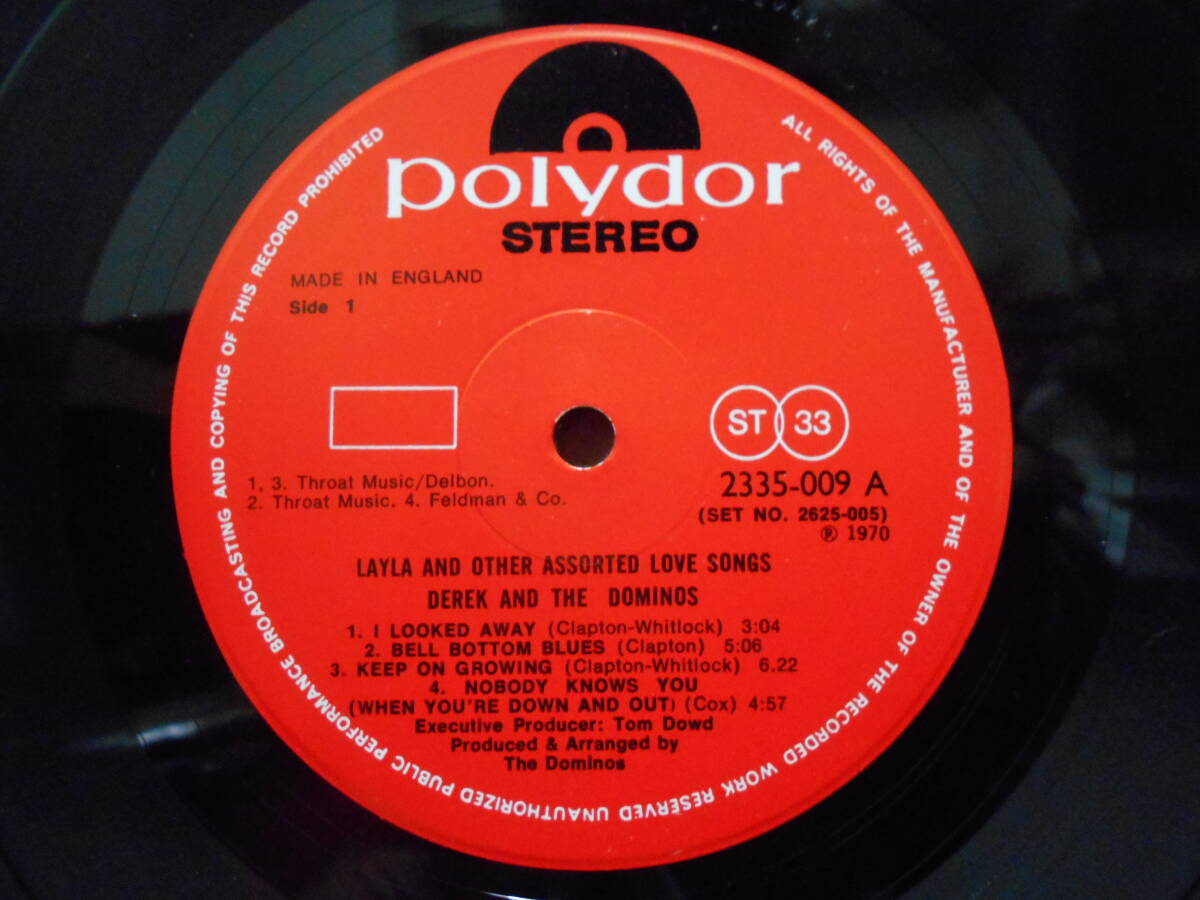 polydor
STEREO
MADE IN ENGLAND
Side 1
ST 33
1, 3. Throat Music/Delbon.
2. Throat Music. 4. Feldman & Co.
2335-009 A
(SET NO. 2625-005)
℗ 1970
LAYLA AND OTHER ASSORTED LOVE SONGS
DEREK AND THE DOMINOS
1. I LOOKED AWAY (Clapton-Whitlock) 3:04
2. BELL BOTTOM BLUES (Clapton) 5:06
3. KEEP ON GROWING (Clapton-Whitlock) 6.22
4. NOBODY KNOWS YOU
(WHEN YOU'RE DOWN AND OUT) (Cox) 4:57
Executive Producer: Tom Dowd
Produced & Arranged by
The Dominos
ALL RIGHTS OF THE MANUFACTURER AND OF THE OWNER OF THE RECORDED WORK RESERVED UNAUTHORIZED PUBLIC PERFORMANCE BROADCASTING AND COPYING OF THIS RECORD PROHIBITED